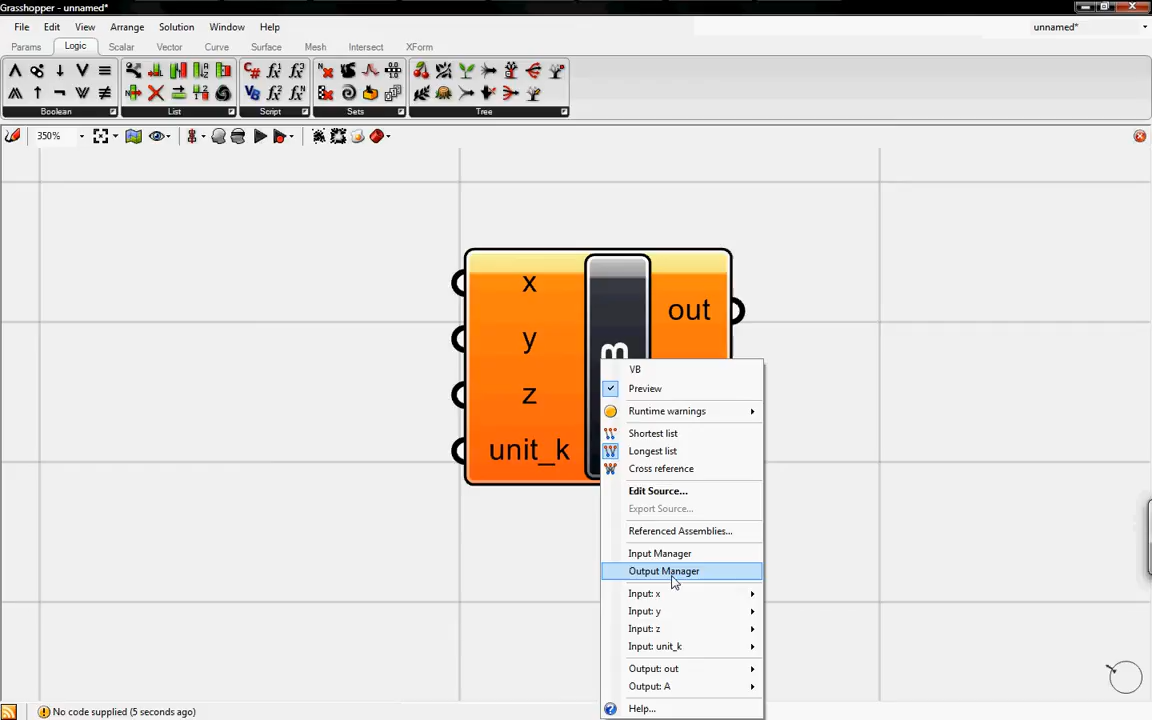 Grasshopper - unnamed*
File Edit View Arrange Solution Window Help
unnamed*
Params Logic Scalar Vector Curve Surface Mesh Intersect XForm
Boolean List Script Sets Tree
350%
x
y
z
unit_k
m
out
VB
Preview
Runtime warnings
Shortest list
Longest list
Cross reference
Edit Source...
Export Source...
Referenced Assemblies...
Input Manager
Output Manager
Input: x
Input: y
Input: z
Input: unit_k
Output: out
Output: A
Help...
No code supplied (5 seconds ago)